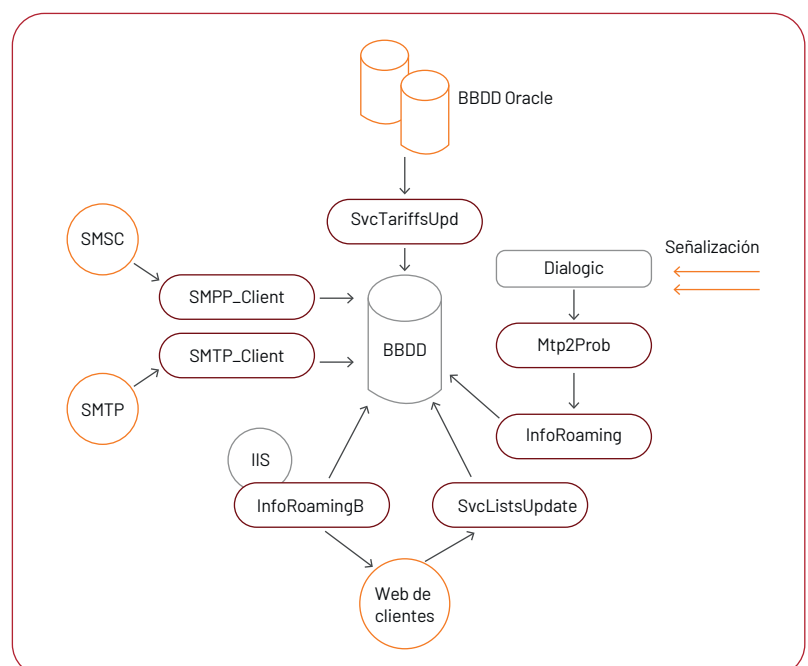 BBDD Oracle
SvcTariffsUpd
SMSC
Señalización
Dialogic
SMPP_Client
BBDD
Mtp2Prob
SMTP_Client
SMTP
InfoRoaming
IIS
InfoRoamingB
SvcListsUpdate
Web de
clientes